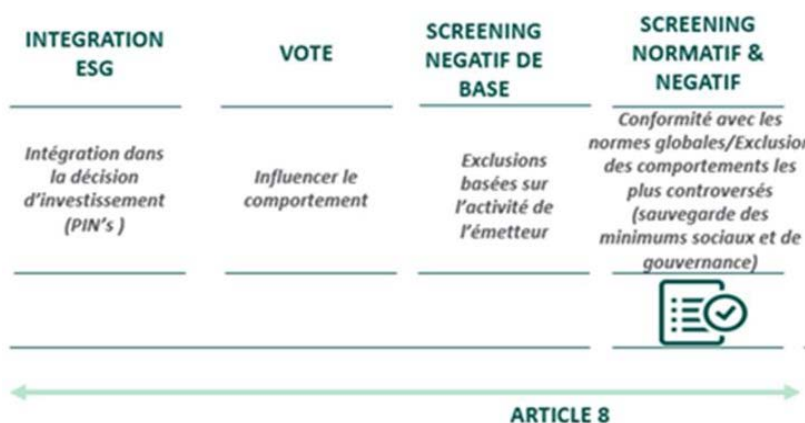 INTEGRATION
ESG
VOTE
SCREENING
NEGATIF DE
BASE
SCREENING
NORMATIF &
NEGATIF
Intégration dans
la décision
d'investissement
(PIN's )
Influencer le
comportement
Exclusions
basées sur
l'activité de
l'émetteur
Conformité avec les
normes globales/Exclusion
des comportements les
plus controversés
(sauvegarde des
minimums sociaux et de
gouvernance)
ARTICLE 8